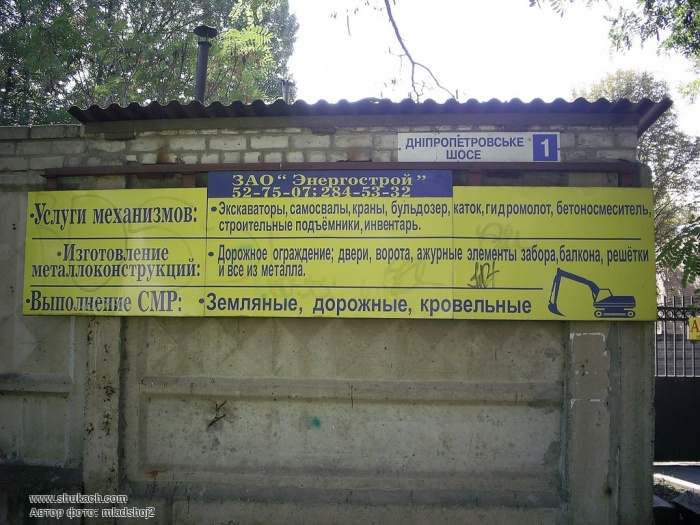 ДНІПРОПЕТРОВСЬКЕ
ШОСЕ
1
ЗАО “ Энергострой ”
52-75-07; 284-53-32
•Услуги механизмов:
•Экскаваторы, самосвалы, краны, бульдозер, каток, гидромолот, бетоносмеситель,
строительные подъёмники, инвентарь.
•Изготовление
металлоконструкций:
•Дорожное ограждение; двери, ворота, ажурные элементы забора, балкона, решётки
и все из металла.
•Выполнение СМР:
•Земляные, дорожные, кровельные
www.shukach.com
Автор фото: mladshoj2